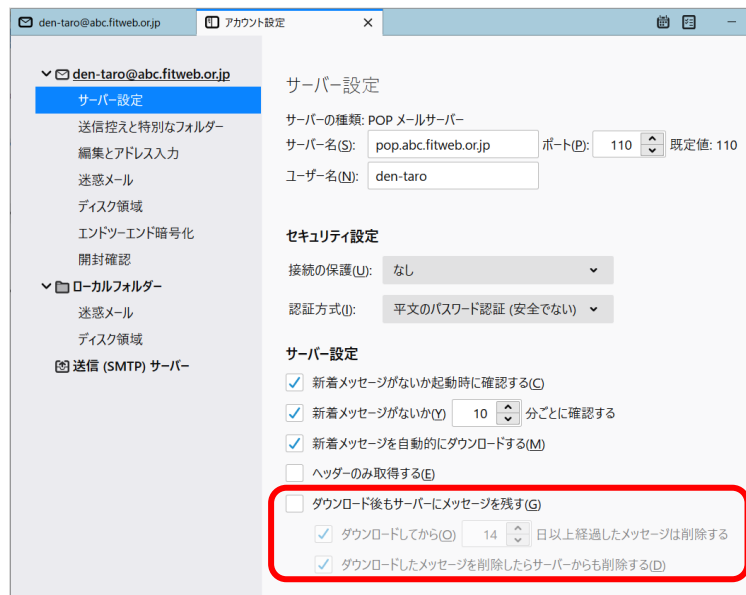 den-taro@abc.fitweb.or.jp
アカウント設定
den-taro@abc.fitweb.or.jp
サーバー設定
送信控えと特別なフォルダー
編集とアドレス入力
迷惑メール
ディスク領域
エンドツーエンド暗号化
開封確認
ローカルフォルダー
迷惑メール
ディスク領域
送信 (SMTP) サーバー
サーバー設定
サーバーの種類: POP メールサーバー
サーバー名(S): pop.abc.fitweb.or.jp ポート(P): 110 既定値: 110
ユーザー名(N): den-taro
セキュリティ設定
接続の保護(U): なし
認証方式(I): 平文のパスワード認証 (安全でない)
サーバー設定
新着メッセージがないか起動時に確認する(C)
新着メッセージがないか(Y) 10 分ごとに確認する
新着メッセージを自動的にダウンロードする(M)
ヘッダーのみ取得する(E)
ダウンロード後もサーバーにメッセージを残す(G)
ダウンロードしてから(O) 14 日以上経過したメッセージは削除する
ダウンロードしたメッセージを削除したらサーバーからも削除する(D)